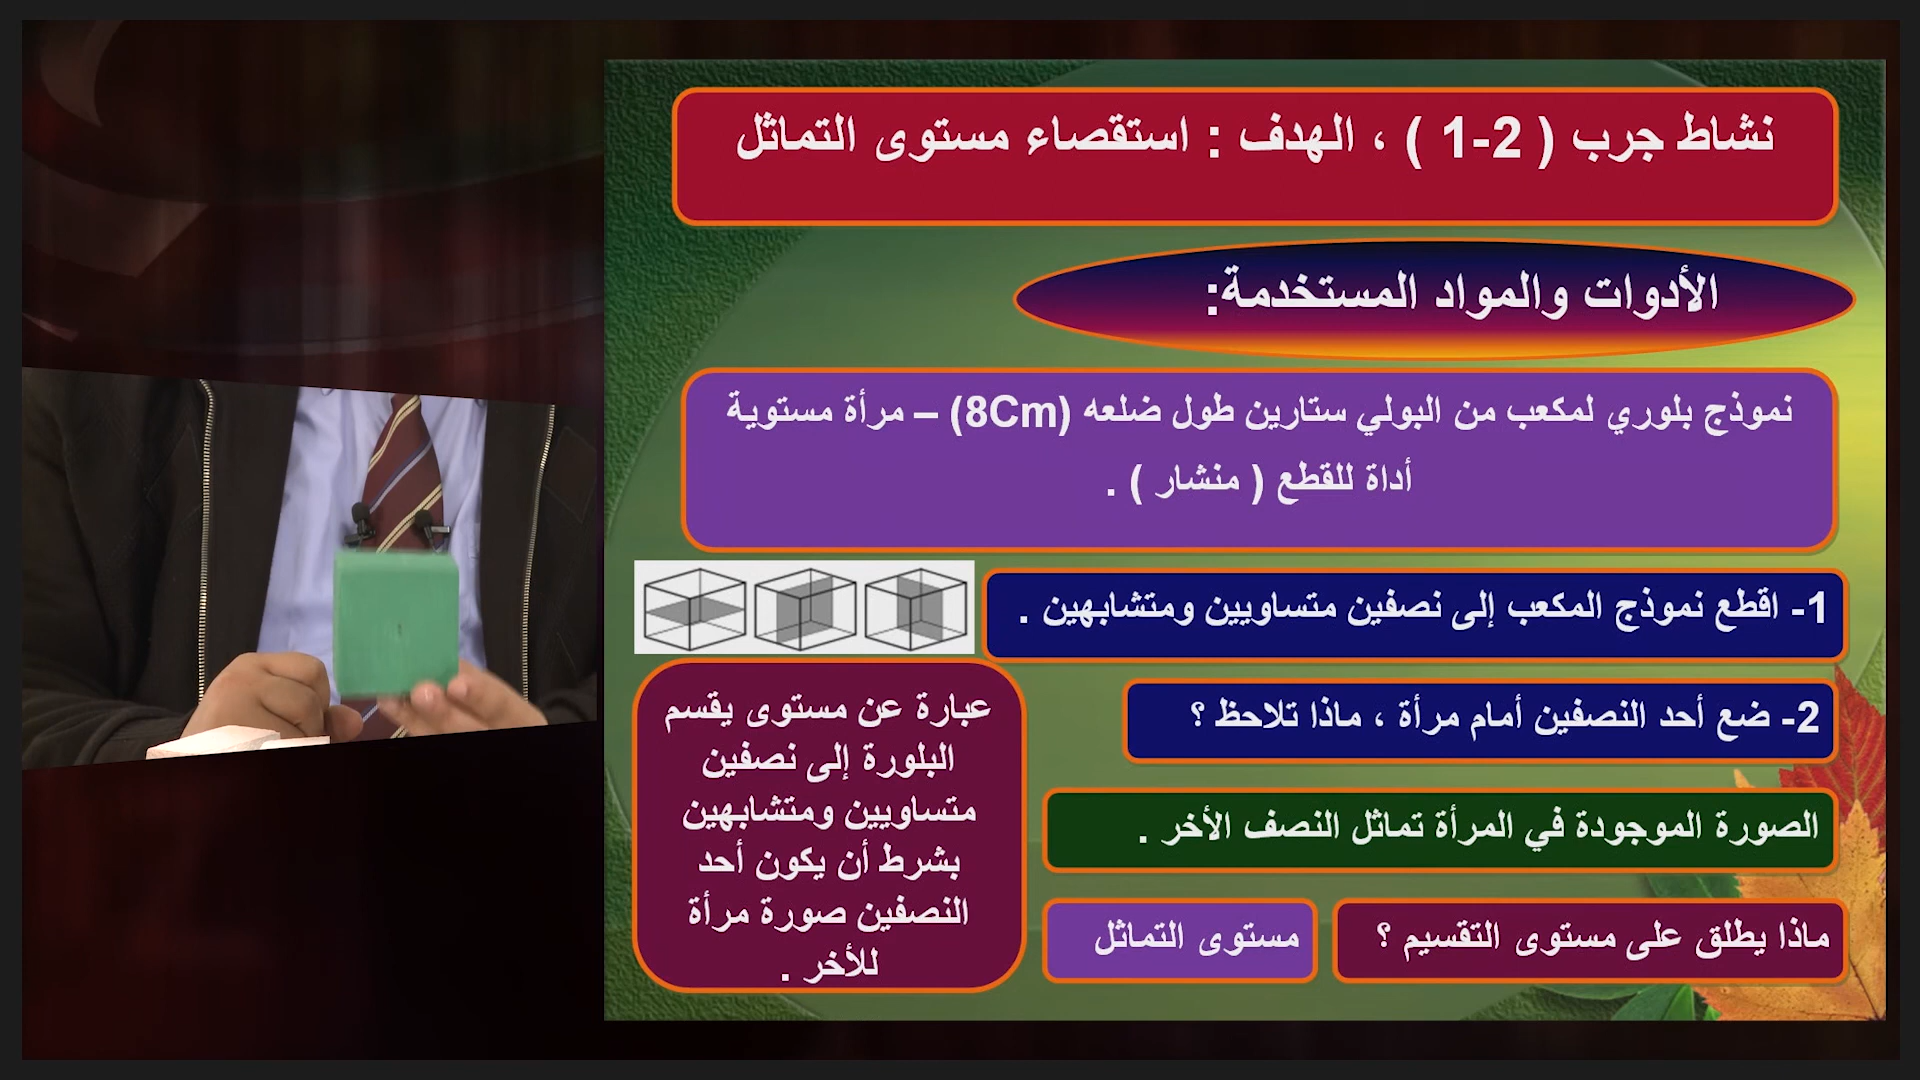 نشاط جرب ( 2-1 ) ، الهدف : استقصاء مستوى التماثل
الأدوات والمواد المستخدمة:
نموذج بلوري لمكعب من البولي ستارين طول ضلعه (8Cm) – مرأة مستوية
أداة للقطع ( منشار ) .
1- اقطع نموذج المكعب إلى نصفين متساويين ومتشابهين .
2- ضع أحد النصفين أمام مرأة ، ماذا تلاحظ ؟
الصورة الموجودة في المرأة تماثل النصف الأخر .
ماذا يطلق على مستوى التقسيم ؟
مستوى التماثل
عبارة عن مستوى يقسم
البلورة إلى نصفين
متساويين ومتشابهين
بشرط أن يكون أحد
النصفين صورة مرأة
للأخر .